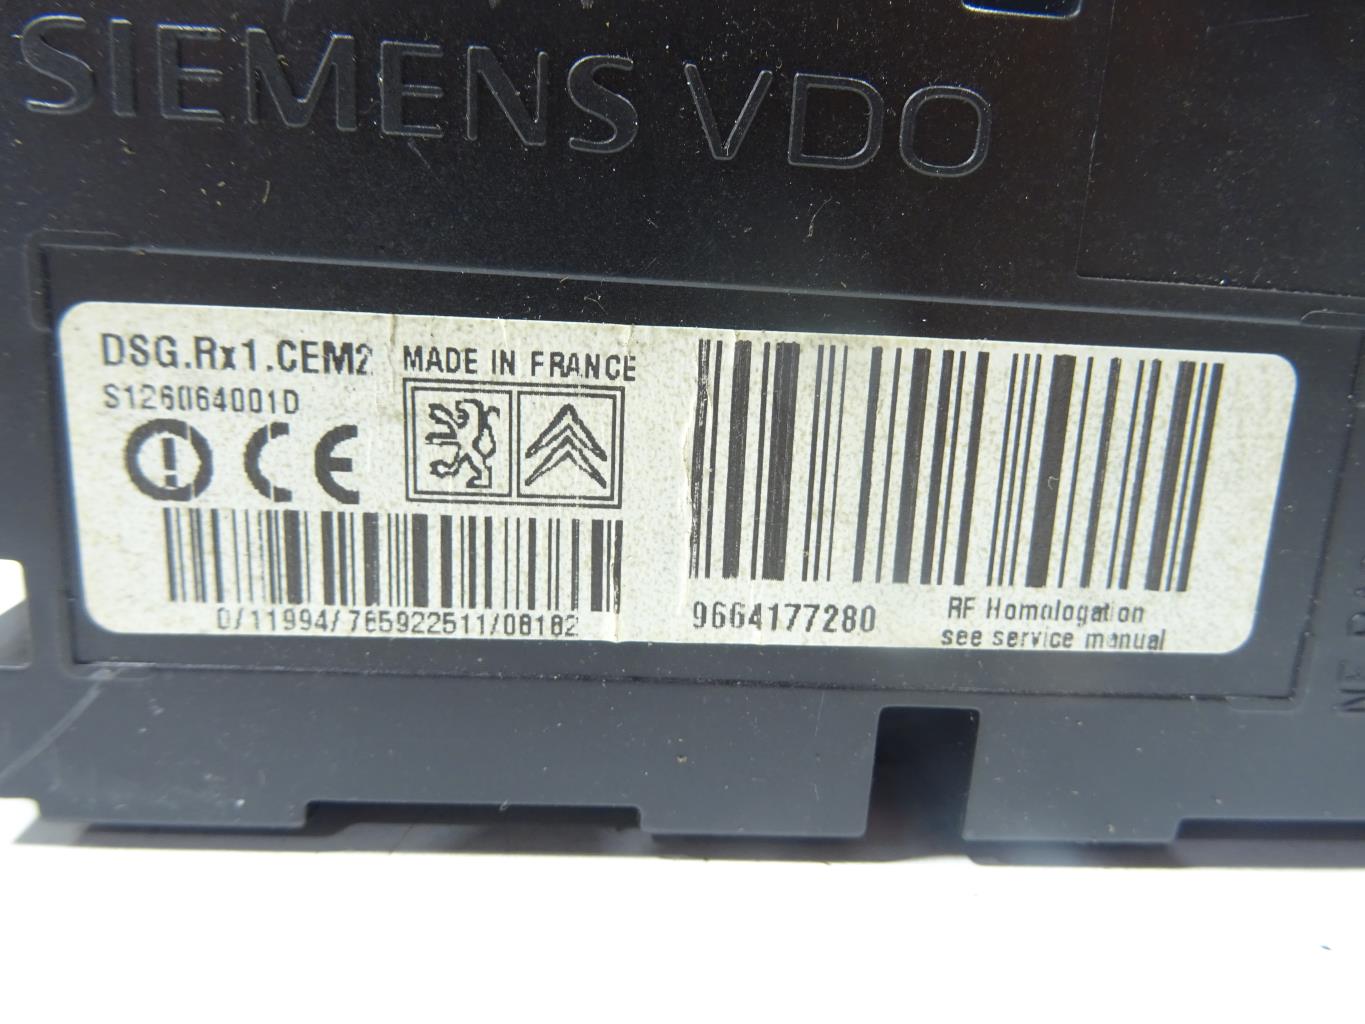 SIEMENS VDO
DSG.Rx1.CEM2 MADE IN FRANCE
S126064001D
CE
D/11994/765922511/08182
9664177280
RF Homologation
see service manual